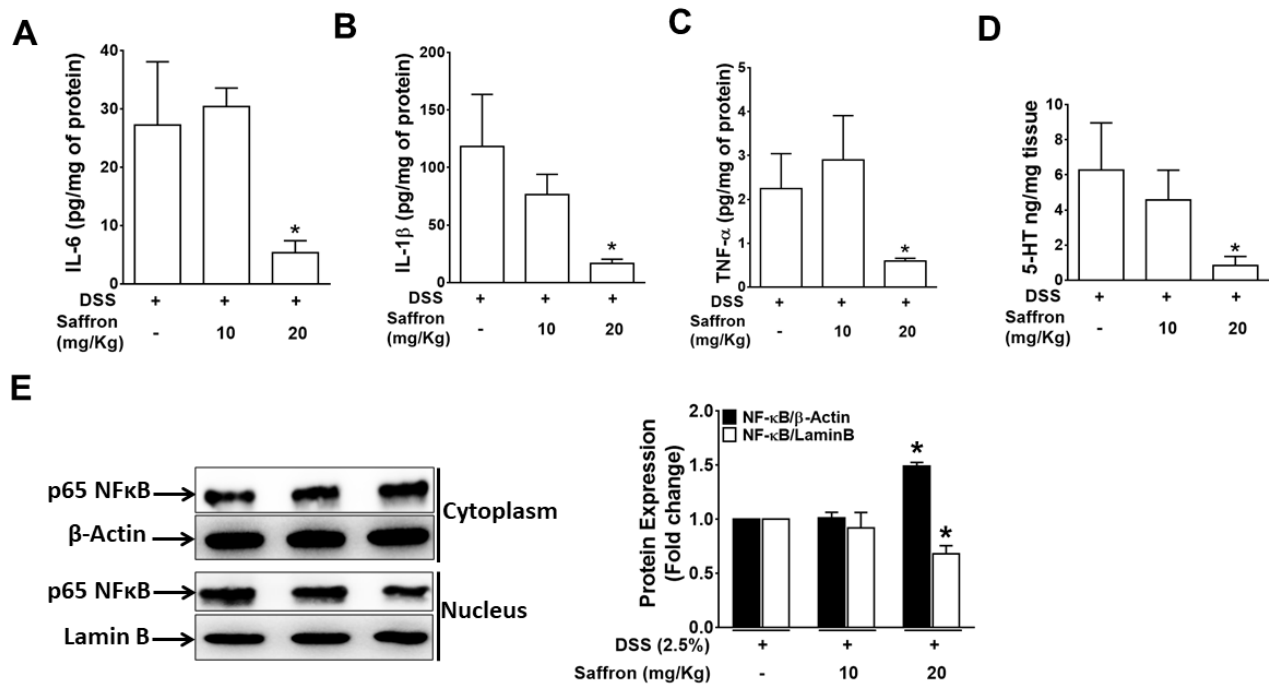 A
IL-6 (pg/mg of protein)
40
30
20
10
0
*
DSS + + +
Saffron
(mg/Kg) - 10 20
B
IL-1β (pg/mg of protein)
200
150
100
50
0
*
DSS + + +
Saffron
(mg/Kg) - 10 20
C
TNF-α (pg/mg of protein)
5
4
3
2
1
0
*
DSS + + +
Saffron
(mg/Kg) - 10 20
D
5-HT ng/mg tissue
10
8
6
4
2
0
*
DSS + + +
Saffron
(mg/Kg) - 10 20
E
p65 NFκB
β-Actin
Cytoplasm
p65 NFκB
Lamin B
Nucleus
Protein Expression
(Fold change)
2.0
1.5
1.0
0.5
0.0
NF-κB/β-Actin
NF-κB/LaminB
*
*
DSS (2.5%) + + +
Saffron (mg/Kg) - 10 20